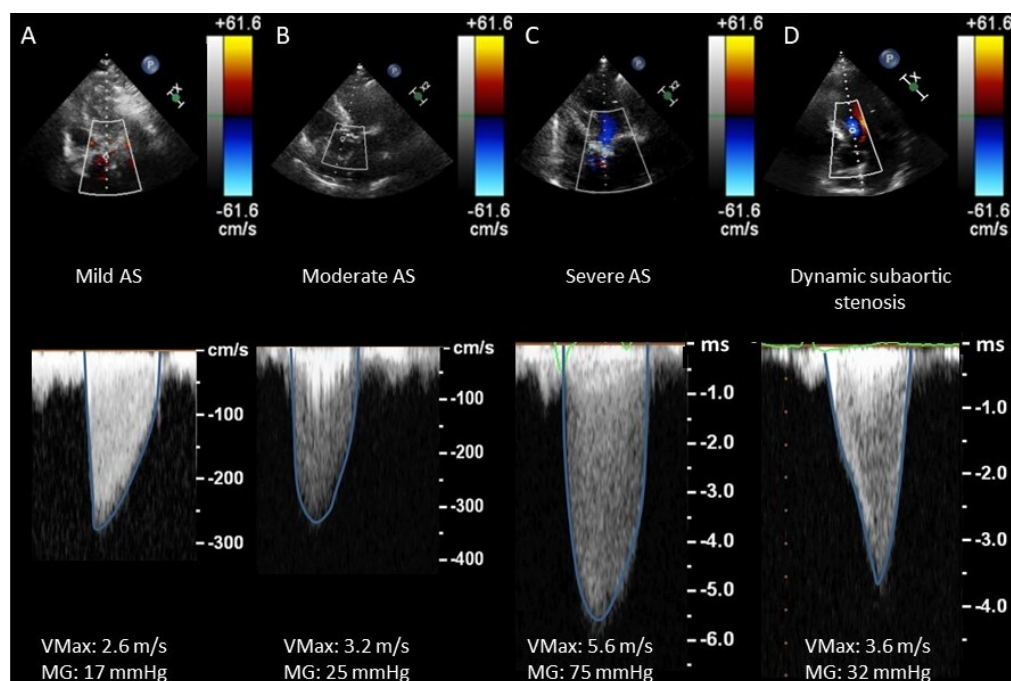 A
B
C
D
+61.6
+61.6
+61.6
+61.6
P
P
P
P
-61.6
cm/s
-61.6
cm/s
-61.6
cm/s
-61.6
cm/s
Mild AS
Moderate AS
Severe AS
Dynamic subaortic
stenosis
cm/s
-100
-200
-300
cm/s
-100
-200
-300
-400
ms
-1.0
-2.0
-3.0
-4.0
-5.0
-6.0
ms
-1.0
-2.0
-3.0
-4.0
VMax: 2.6 m/s
MG: 17 mmHg
VMax: 3.2 m/s
MG: 25 mmHg
VMax: 5.6 m/s
MG: 75 mmHg
VMax: 3.6 m/s
MG: 32 mmHg